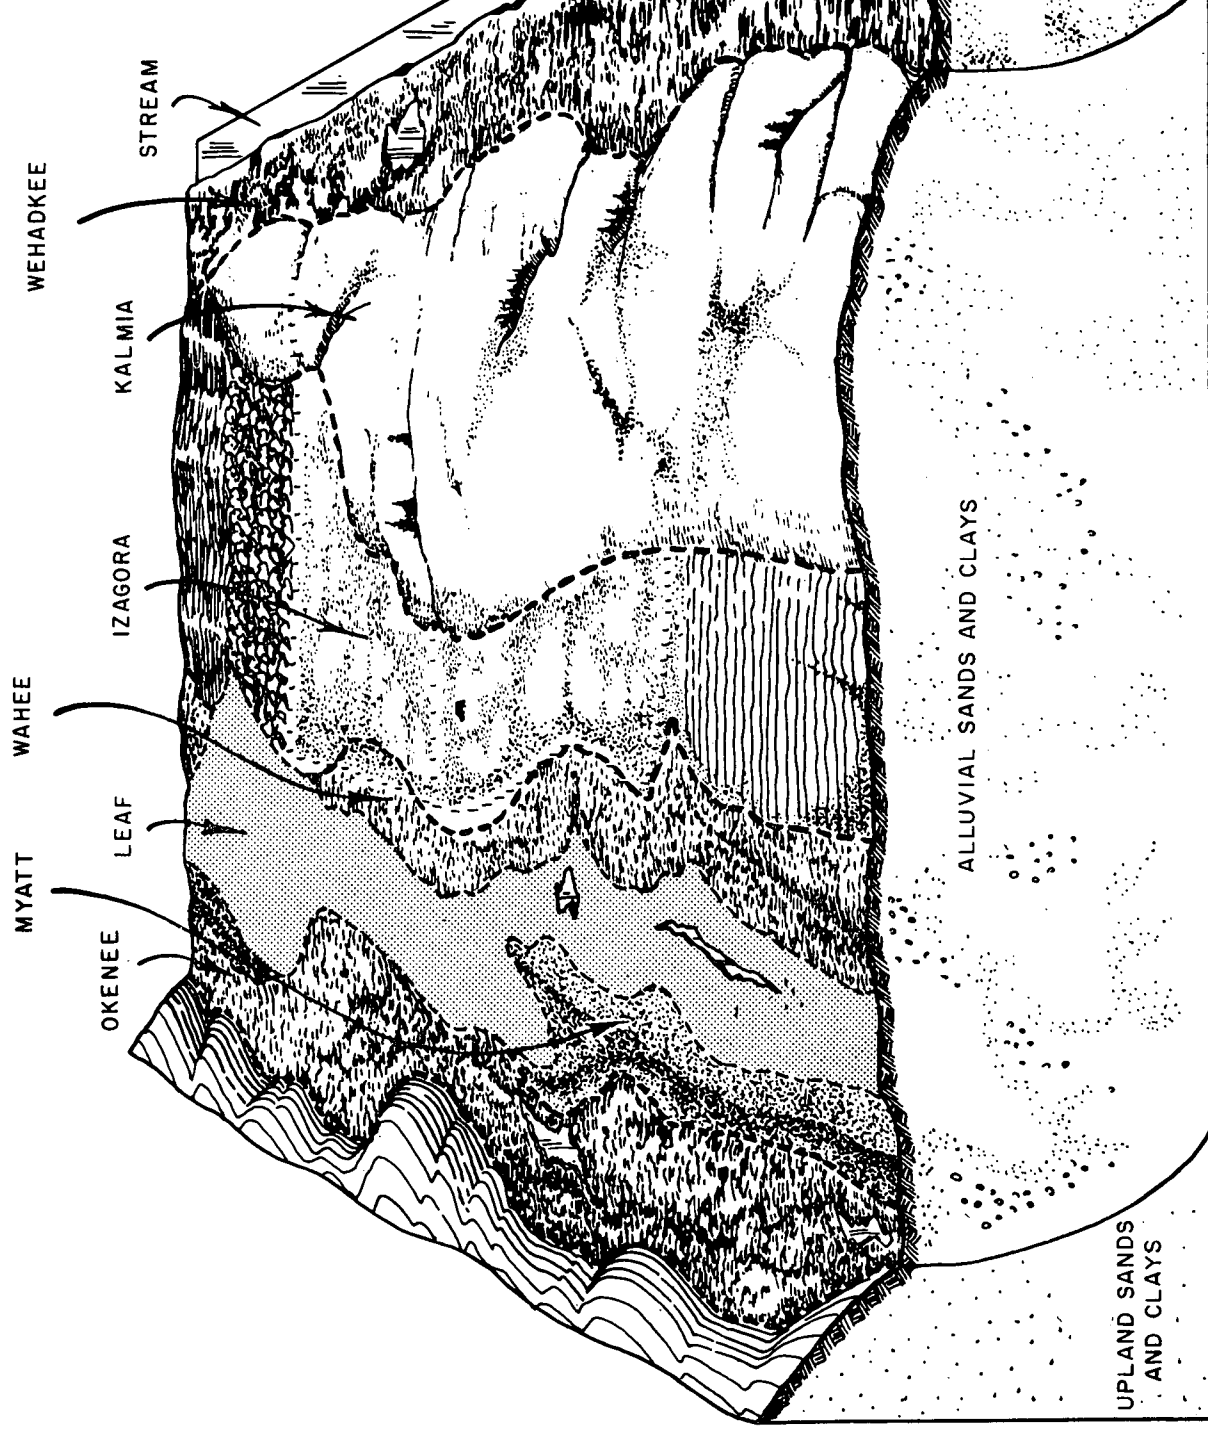 OKENEE
MYATT
LEAF
WAHEE
IZAGORA
KALMIA
WEHADKEE
STREAM
ALLUVIAL SANDS AND CLAYS
UPLAND SANDS
AND CLAYS